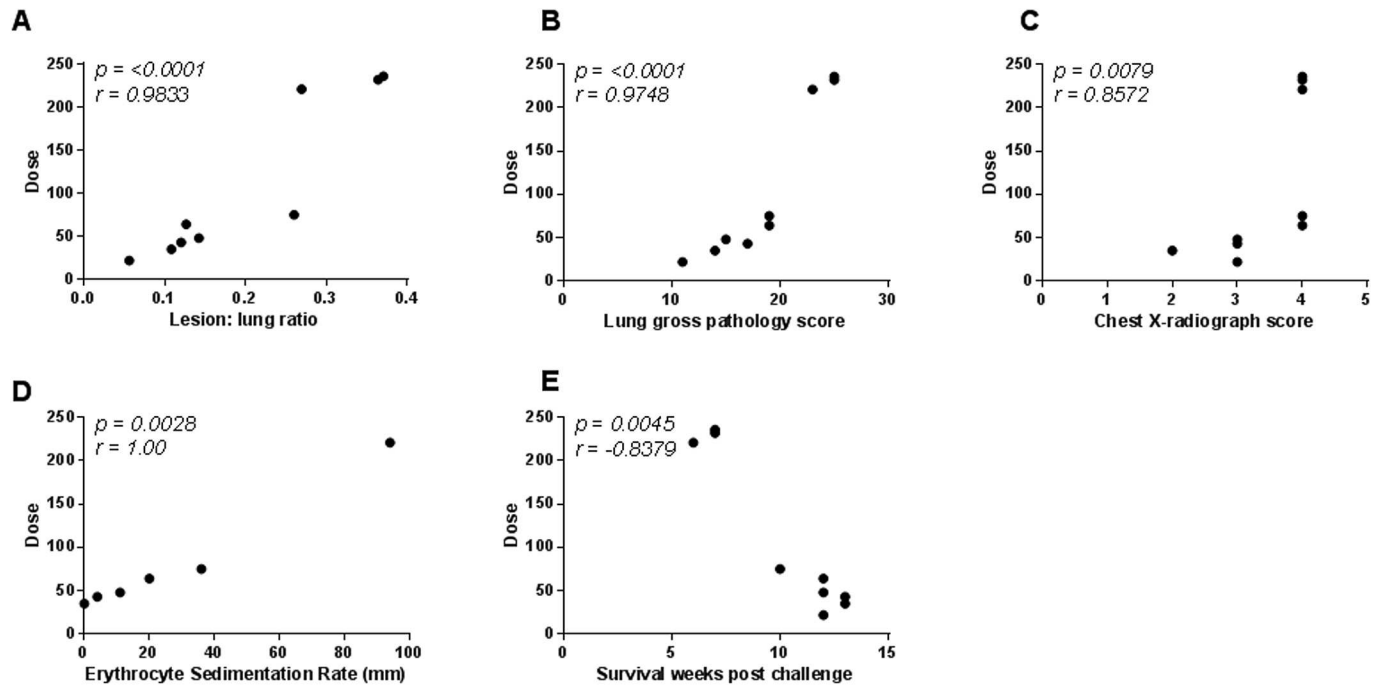 A
p = <0.0001
r = 0.9833
250
200
150
100
50
0
Dose
0.0 0.1 0.2 0.3 0.4
Lesion: lung ratio
B
p = <0.0001
r = 0.9748
250
200
150
100
50
0
Dose
0 10 20 30
Lung gross pathology score
C
p = 0.0079
r = 0.8572
250
200
150
100
50
0
Dose
0 1 2 3 4 5
Chest X-radiograph score
D
p = 0.0028
r = 1.00
250
200
150
100
50
0
Dose
0 20 40 60 80 100
Erythrocyte Sedimentation Rate (mm)
E
p = 0.0045
r = -0.8379
250
200
150
100
50
0
Dose
0 5 10 15
Survival weeks post challenge